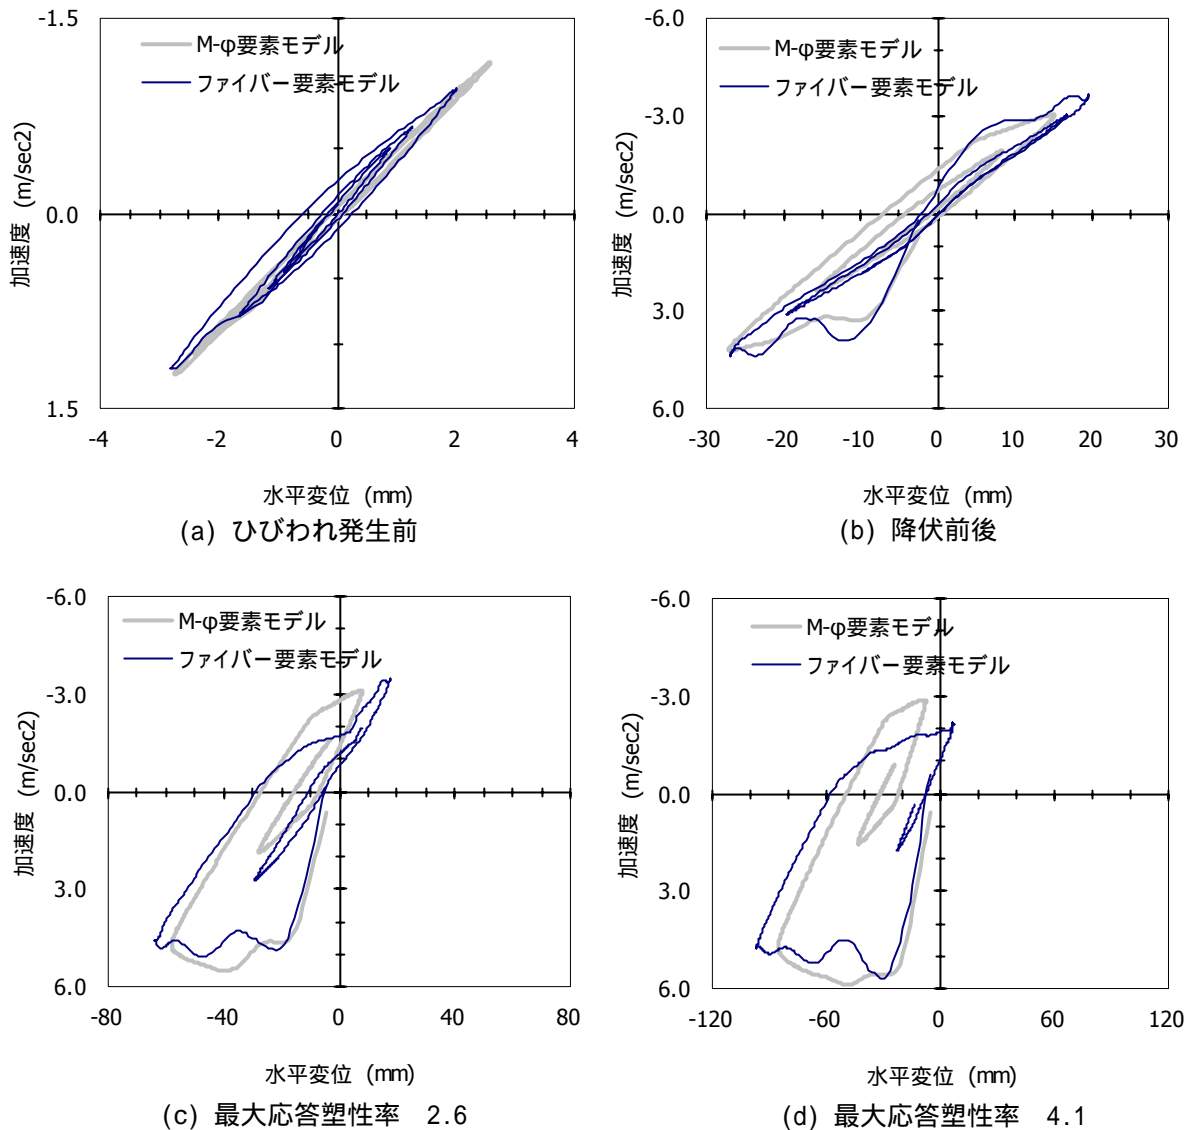 -1.5
M-φ要素モデル
ファイバー要素モデル
加速度 (m/sec2)
0.0
1.5
-4 -2 0 2 4
水平変位 (mm)
(a) ひびわれ発生前
-6.0
M-φ要素モデル
ファイバー要素モデル
-3.0
加速度 (m/sec2)
0.0
3.0
6.0
-30 -20 -10 0 10 20 30
水平変位 (mm)
(b) 降伏前後
-6.0
M-φ要素モデル
ファイバー要素モデル
-3.0
加速度 (m/sec2)
0.0
3.0
6.0
-80 -40 0 40 80
水平変位 (mm)
(c) 最大応答塑性率 2.6
-6.0
M-φ要素モデル
ファイバー要素モデル
-3.0
加速度 (m/sec2)
0.0
3.0
6.0
-120 -60 0 60 120
水平変位 (mm)
(d) 最大応答塑性率 4.1